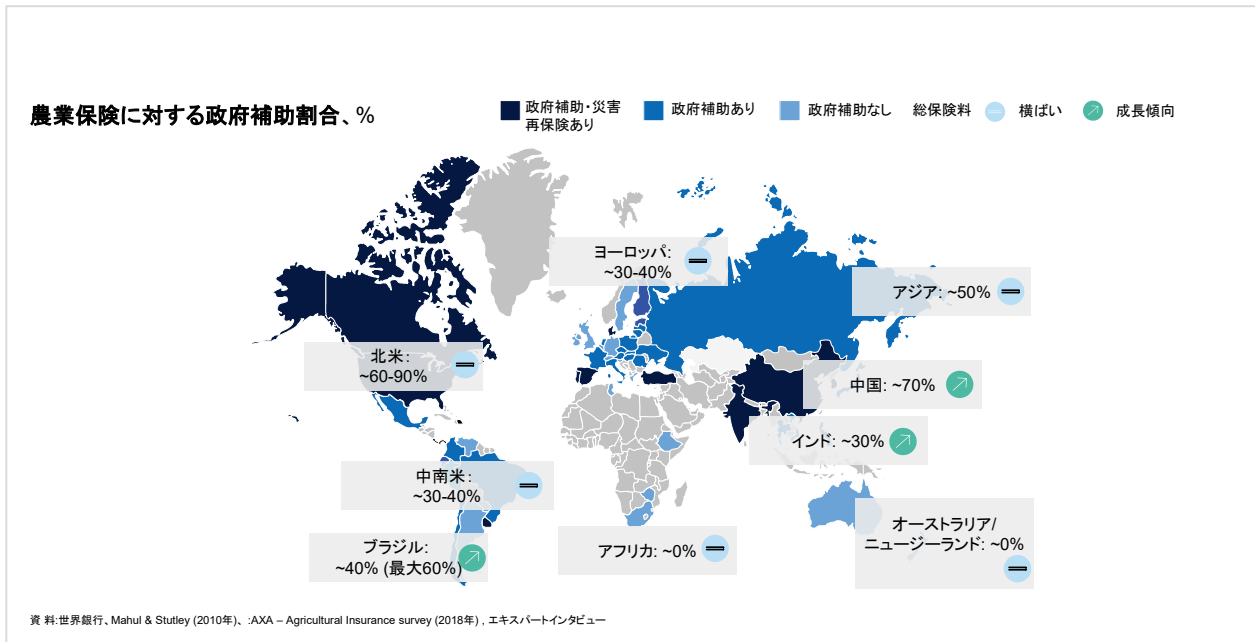 農業保険に対する政府補助割合、%
政府補助・災害
再保険あり
政府補助あり
政府補助なし
総保険料
横ばい
成長傾向
ヨーロッパ:
~30-40%
アジア: ~50%
北米:
~60-90%
中国: ~70%
インド: ~30%
中南米:
~30-40%
オーストラリア/
ニュージーランド: ~0%
ブラジル:
~40% (最大60%)
アフリカ: ~0%
資 料:世界銀行、Mahul & Stutley (2010年)、 :AXA – Agricultural Insurance survey (2018年) , エキスパートインタビュー